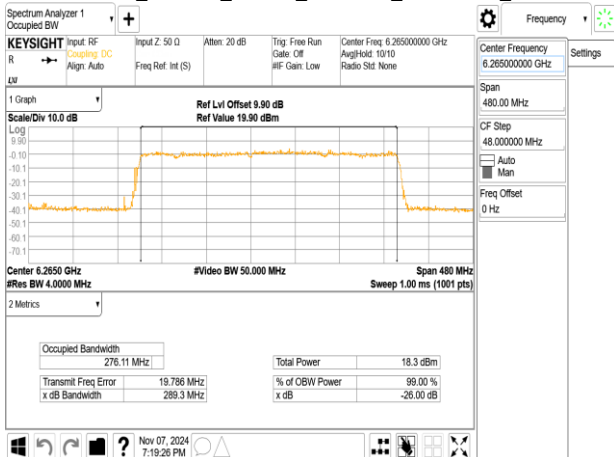 Spectrum Analyzer 1
Occupied BW
Frequency
KEYSIGHT
R
Input: RF
Coupling: DC
Align: Auto
Input Z: 50 Ω
Freq Ref: Int (S)
Atten: 20 dB
Trig: Free Run
Gate: Off
#IF Gain: Low
Center Freq: 6.265000000 GHz
Avg|Hold: 10/10
Radio Std: None
Center Frequency
6.265000000 GHz
Settings
Span
480.00 MHz
CF Step
48.000000 MHz
Auto
Man
Freq Offset
0 Hz
1 Graph
Scale/Div 10.0 dB
Ref Lvl Offset 9.90 dB
Ref Value 19.90 dBm
Log
9.90
-0.10
-10.1
-20.1
-30.1
-40.1
-50.1
-60.1
-70.1
Center 6.2650 GHz
#Video BW 50.000 MHz
Span 480 MHz
#Res BW 4.0000 MHz
Sweep 1.00 ms (1001 pts)
2 Metrics
Occupied Bandwidth
276.11 MHz
Total Power 18.3 dBm
Transmit Freq Error 19.786 MHz
% of OBW Power 99.00 %
x dB Bandwidth 289.3 MHz
x dB -26.00 dB
?
Nov 07, 2024
7:19:26 PM